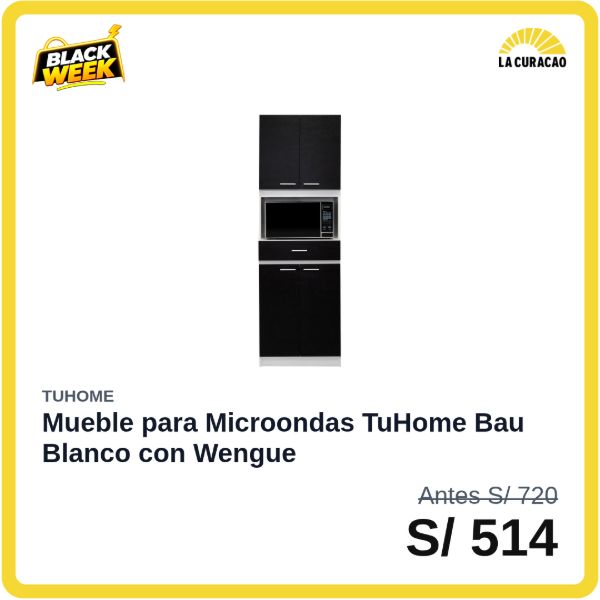 BLACK
WEEK
LA CURACAO
TUHOME
Mueble para Microondas TuHome Bau
Blanco con Wengue
Antes S/ 720
S/ 514